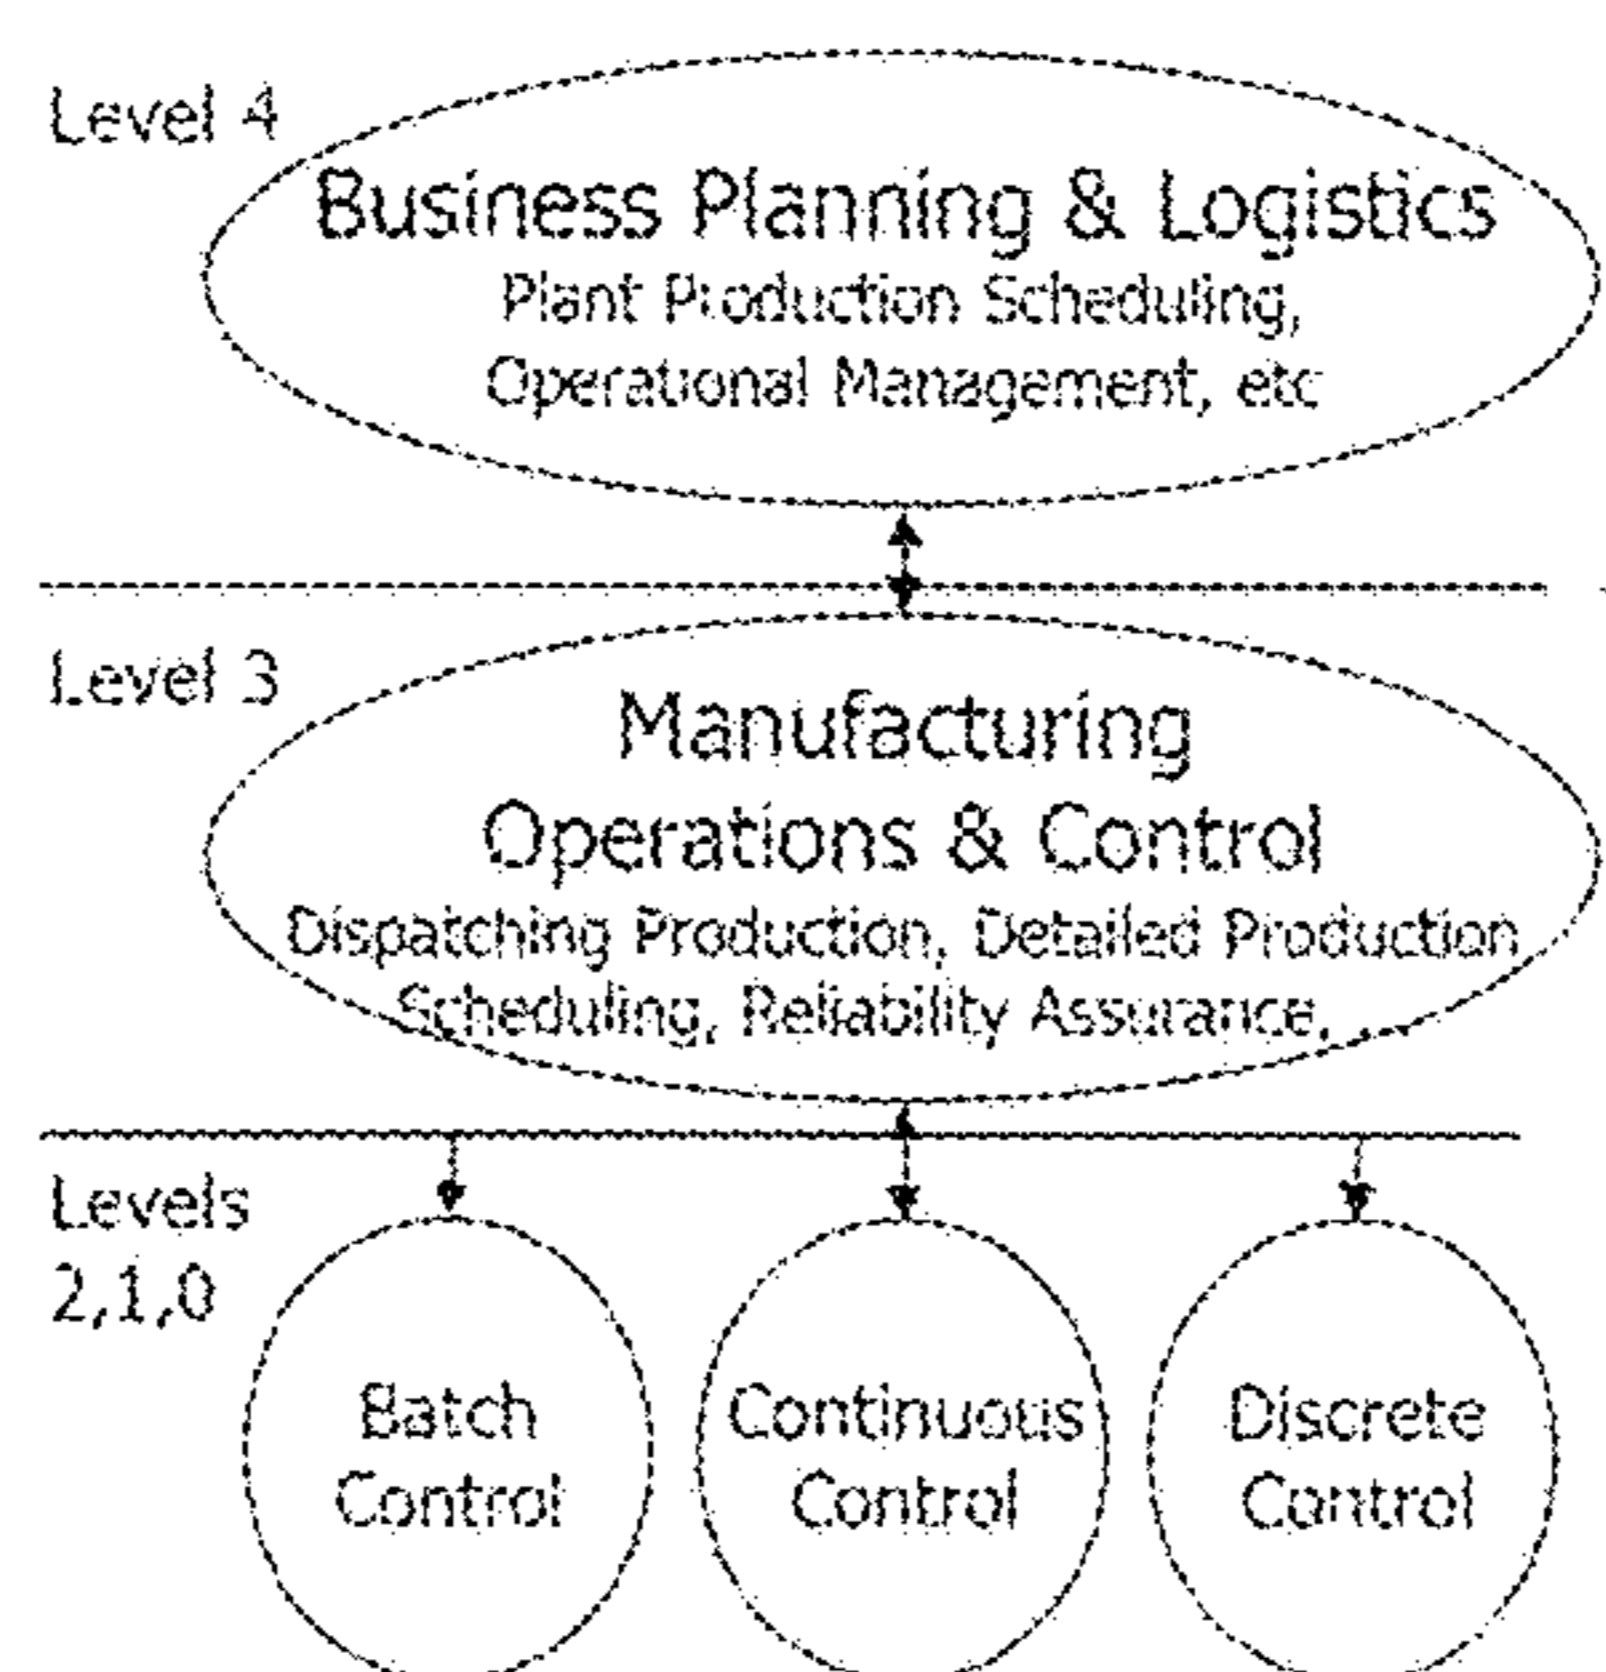 Level 4
Business Planning & Logistics
Plant Production Scheduling,
Operational Management, etc
Level 3
Manufacturing
Operations & Control
Dispatching Production, Detailed Production
Scheduling, Reliability Assurance, ...
Levels
2,1,0
Batch
Control
Continuous
Control
Discrete
Control